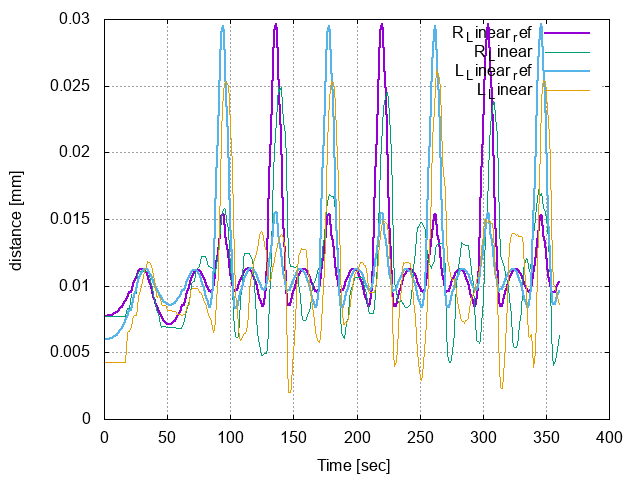 0.03
R_Linear_ref
R_Linear
0.025
L_Linear_ref
L_Linear
0.02
distance [mm]
0.015
0.01
0.005
0
0 50 100 150 200 250 300 350 400
Time [sec]